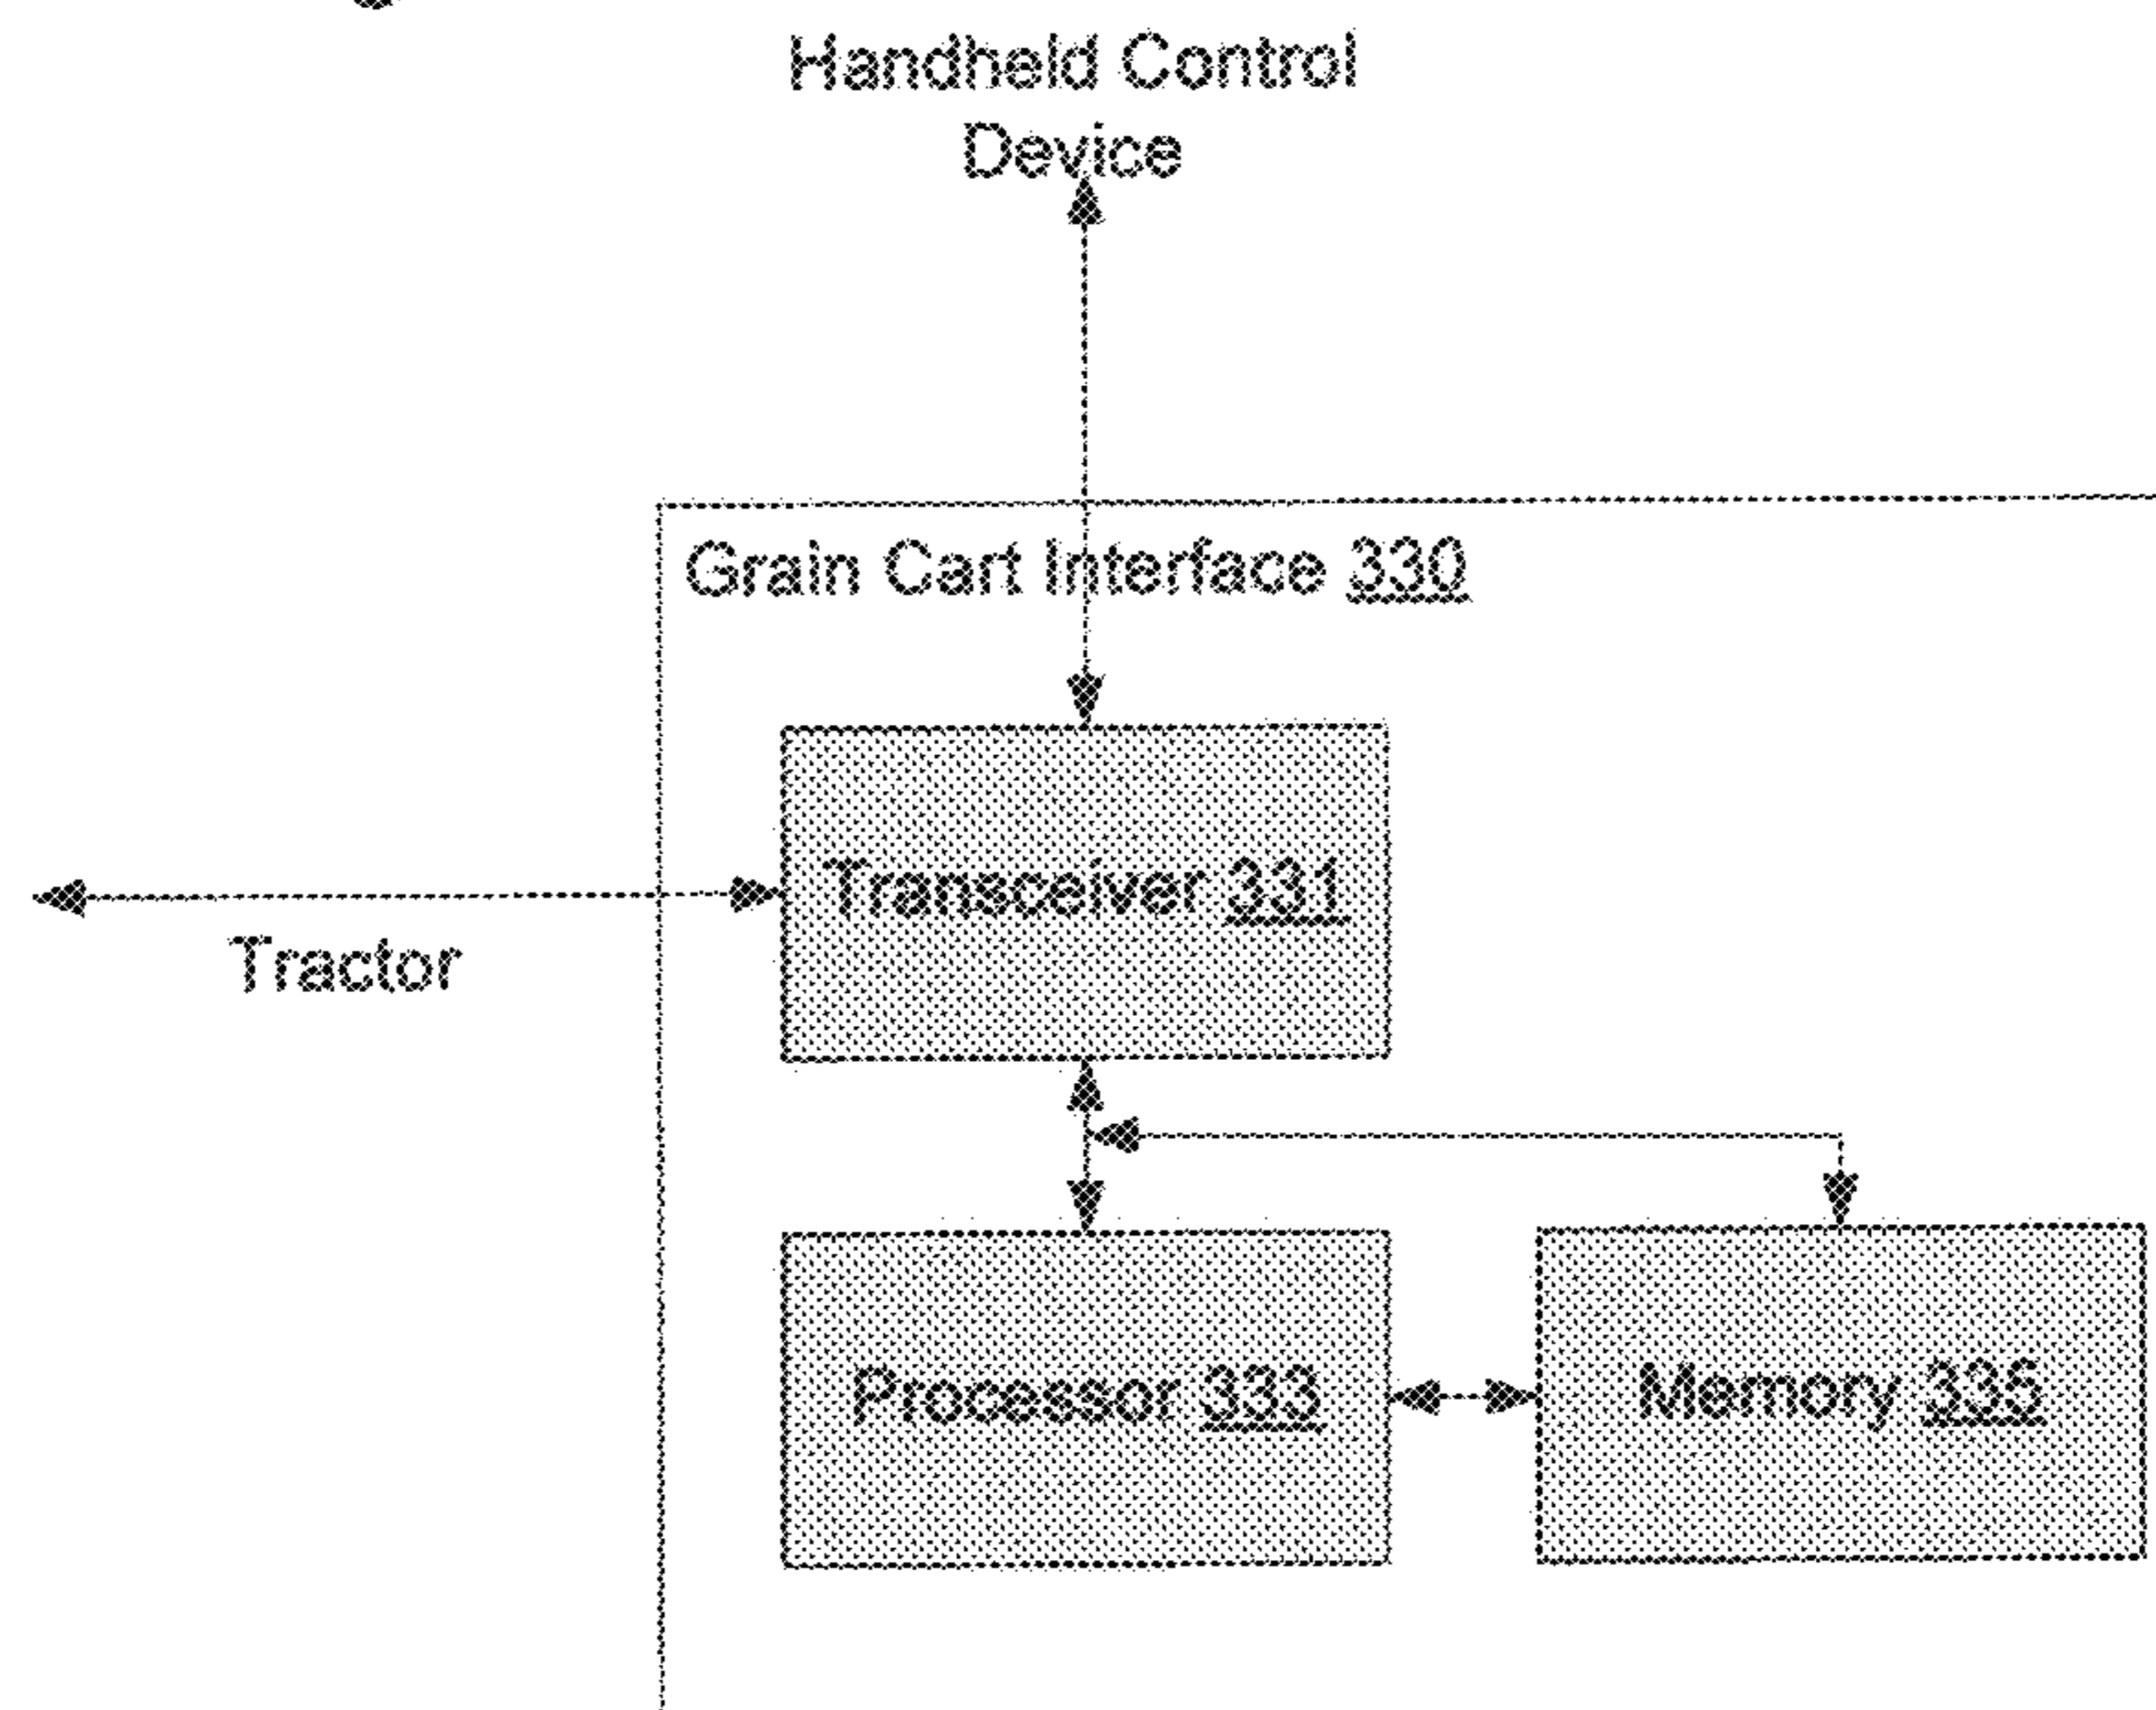 Handheld Control
Device
Grain Cart Interface 330
Transceiver 331
Tractor
Processor 333
Memory 335